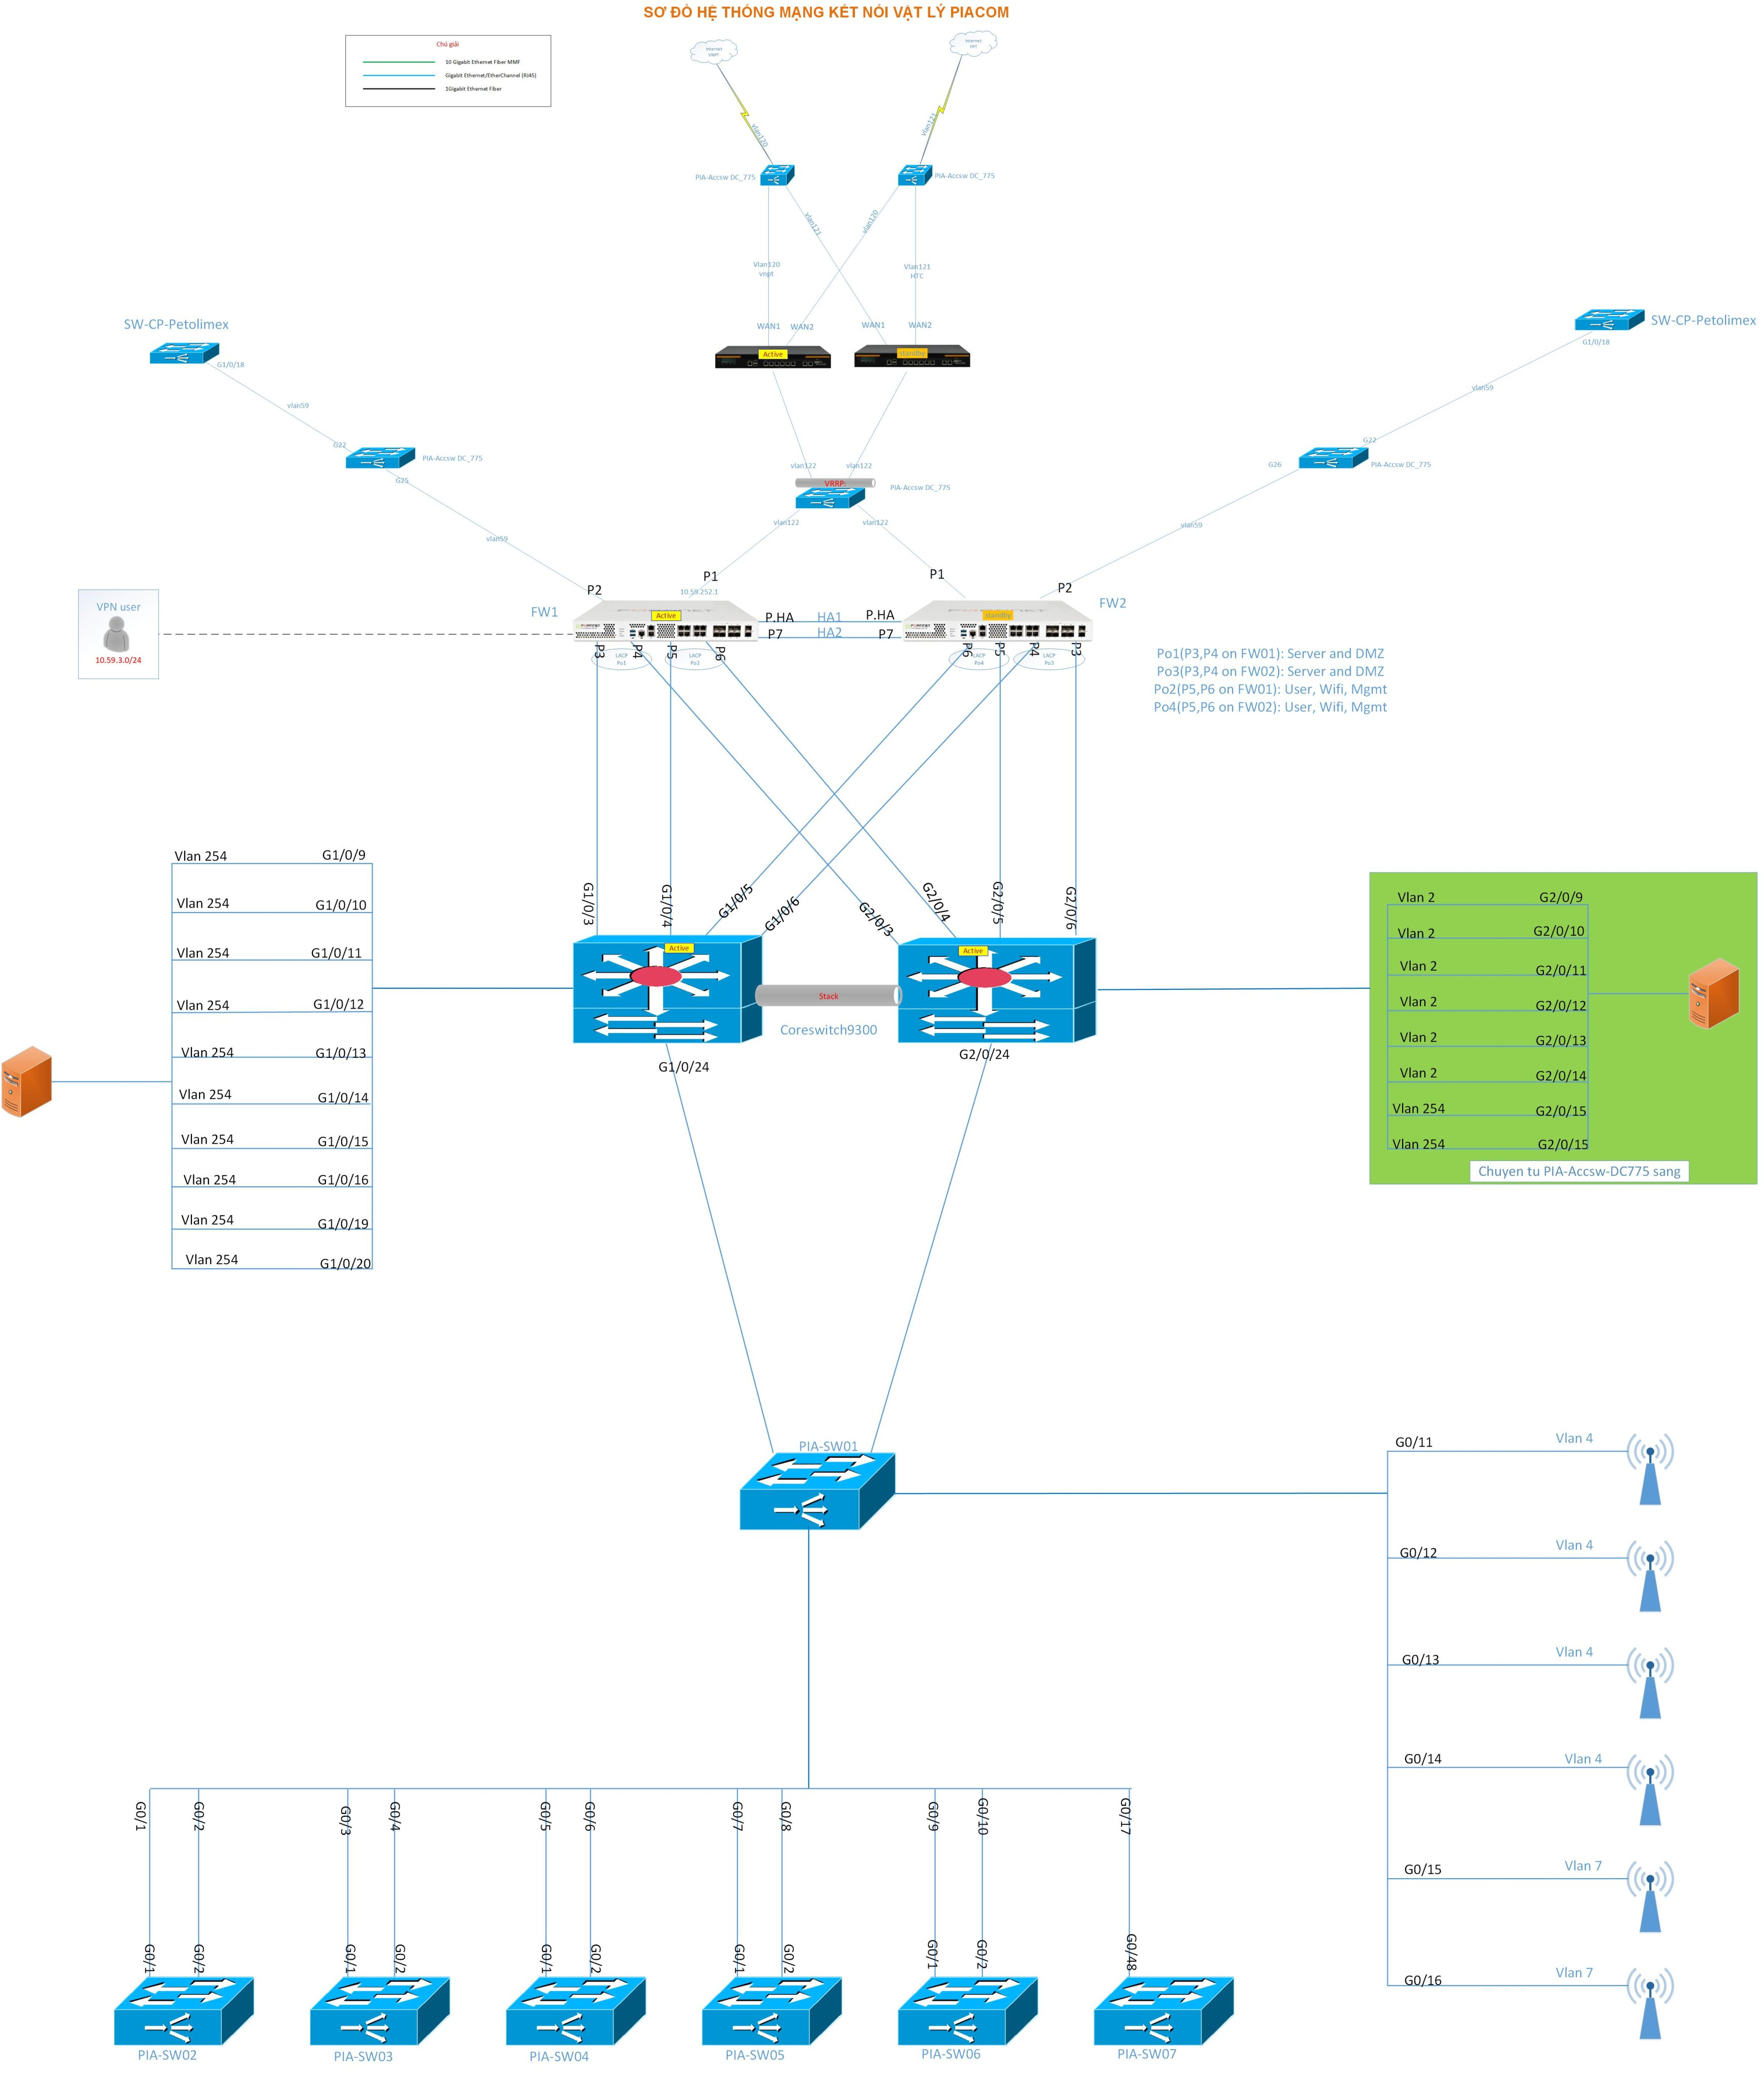 SƠ ĐỒ HỆ THỐNG MẠNG KẾT NỐI VẬT LÝ PIACOM
Chú giải
10 Gigabit Ethernet Fiber MMF
Gigabit Ethernet/EtherChannel (RJ45)
1Gigabit Ethernet Fiber
Internet
VNPT
Internet
vlan120
Vlan121
PIA-Accsw DC_775
PIA-Accsw DC_775
vlan121
vlan120
Vlan120
vnpt
Vlan121
HTC
WAN1
WAN2
WAN1
WAN2
Active
standby
SW-CP-Petolimex
G1/0/18
vlan59
G22
PIA-Accsw DC_775
G25
vlan59
SW-CP-Petolimex
G1/0/18
vlan59
G22
G26
PIA-Accsw DC_775
vlan59
vlan122
vlan122
VRRP:
PIA-Accsw DC_775
vlan122
vlan122
P1
P1
P2
10.59.252.1
P2
VPN user
10.59.3.0/24
FW1
Active
P.HA
HA1
P.HA
P7
HA2
P7
standby
FW2
P3
P4
P5
P6
LACP
Po1
LACP
Po2
P6
P5
P4
P3
LACP
Po4
LACP
Po3
Po1(P3,P4 on FW01): Server and DMZ
Po3(P3,P4 on FW02): Server and DMZ
Po2(P5,P6 on FW01): User, Wifi, Mgmt
Po4(P5,P6 on FW02): User, Wifi, Mgmt
G1/0/3
G1/0/4
G1/0/5
G1/0/6
G2/0/3
G2/0/4
G2/0/5
G2/0/6
Active
Active
Stack
Coreswitch9300
G1/0/24
G2/0/24
Vlan 254 G1/0/9
Vlan 254 G1/0/10
Vlan 254 G1/0/11
Vlan 254 G1/0/12
Vlan 254 G1/0/13
Vlan 254 G1/0/14
Vlan 254 G1/0/15
Vlan 254 G1/0/16
Vlan 254 G1/0/19
Vlan 254 G1/0/20
Vlan 2 G2/0/9
Vlan 2 G2/0/10
Vlan 2 G2/0/11
Vlan 2 G2/0/12
Vlan 2 G2/0/13
Vlan 2 G2/0/14
Vlan 254 G2/0/15
Vlan 254 G2/0/15
Chuyen tu PIA-Accsw-DC775 sang
PIA-SW01
G0/11 Vlan 4
G0/12 Vlan 4
G0/13 Vlan 4
G0/14 Vlan 4
G0/15 Vlan 7
G0/16 Vlan 7
G0/1
G0/2
G0/3
G0/4
G0/5
G0/6
G0/7
G0/8
G0/9
G0/10
G0/17
G0/1
G0/2
G0/1
G0/2
G0/1
G0/2
G0/1
G0/2
G0/1
G0/2
G0/48
PIA-SW02
PIA-SW03
PIA-SW04
PIA-SW05
PIA-SW06
PIA-SW07